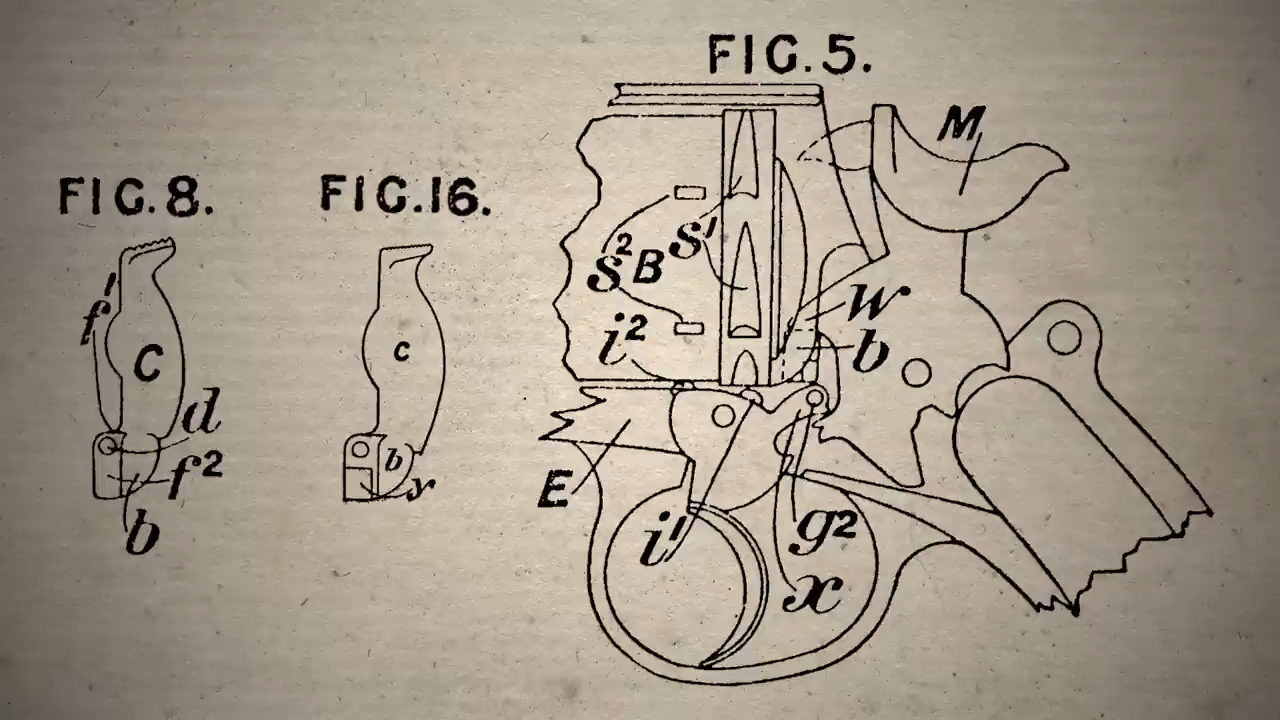 FIG. 5.
M
FIG. 8.
FIG. 16.
s¹
s² B
f¹
w
i²
b
C
c
d
b
f²
y
E
b
i¹
g²
x